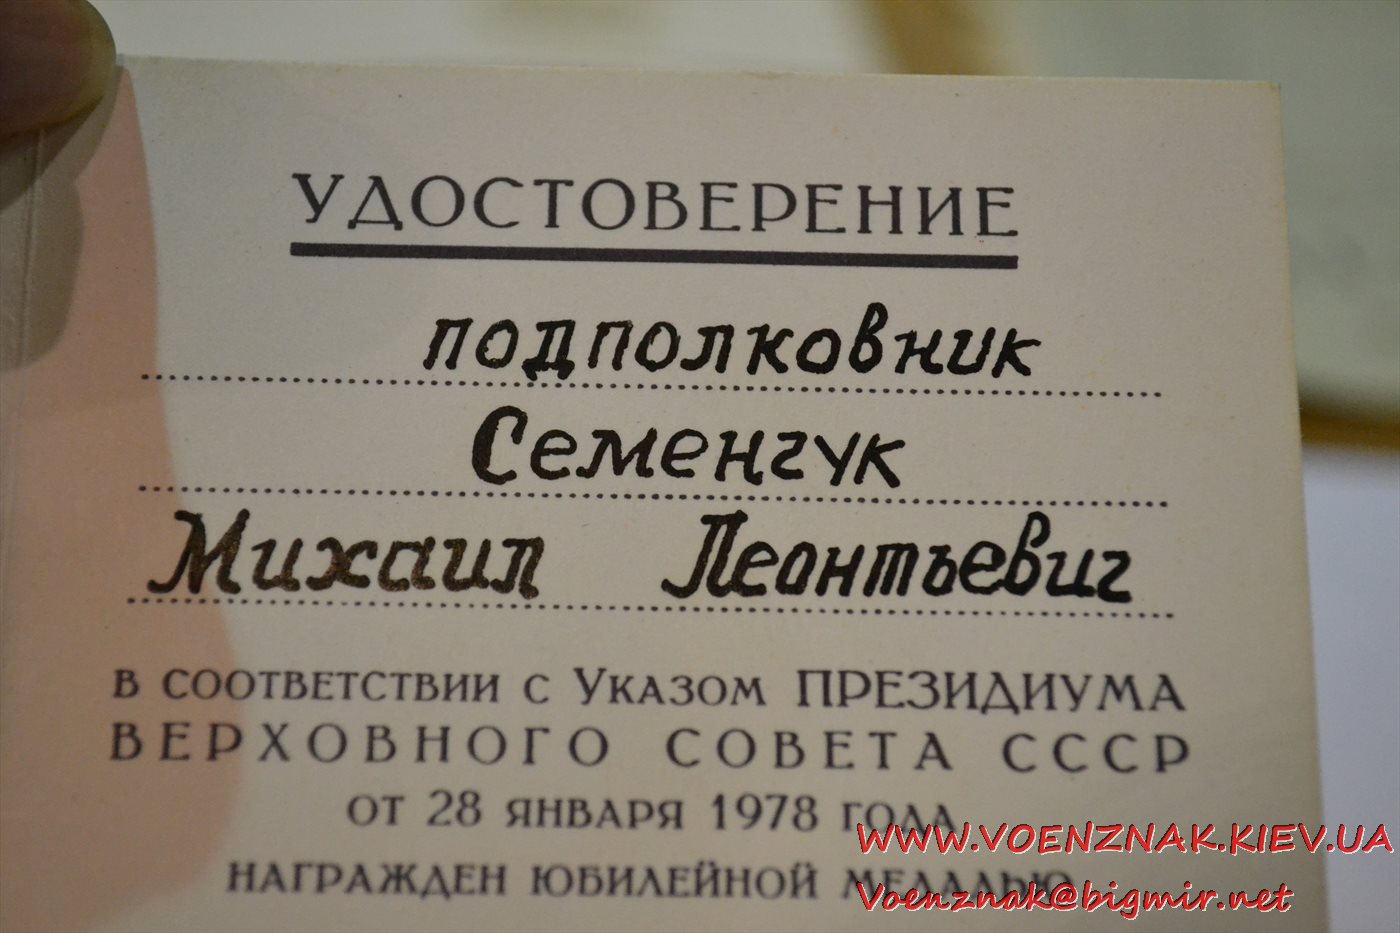 УДОСТОВЕРЕНИЕ
подполковник
Семенчук
Михаил Леонтьевич
в соответствии с Указом ПРЕЗИДИУМА
ВЕРХОВНОГО СОВЕТА СССР
от 28 января 1978 года
награжден юбилейной медалью
WWW.VOENZNAK.KIEV.UA
Voenznak@bigmir.net